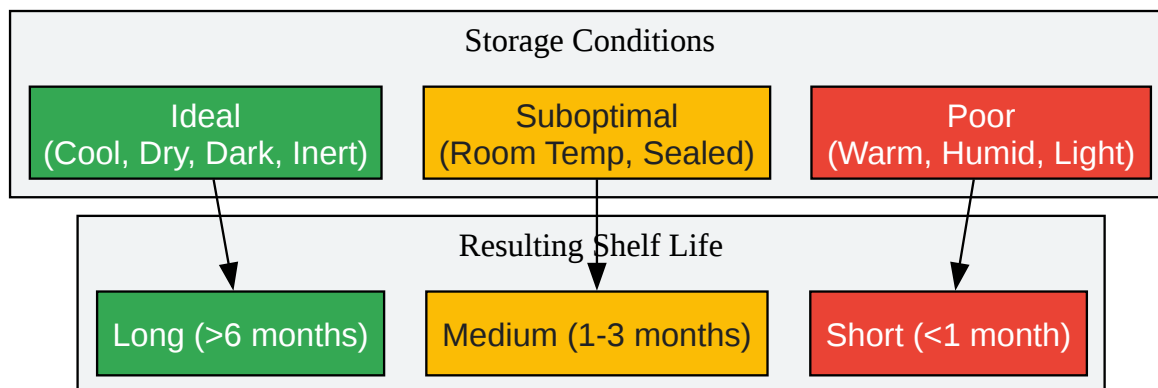 Storage Conditions
Ideal
(Cool, Dry, Dark, Inert)
Suboptimal
(Room Temp, Sealed)
Poor
(Warm, Humid, Light)
Resulting Shelf Life
Long (>6 months)
Medium (1-3 months)
Short (<1 month)